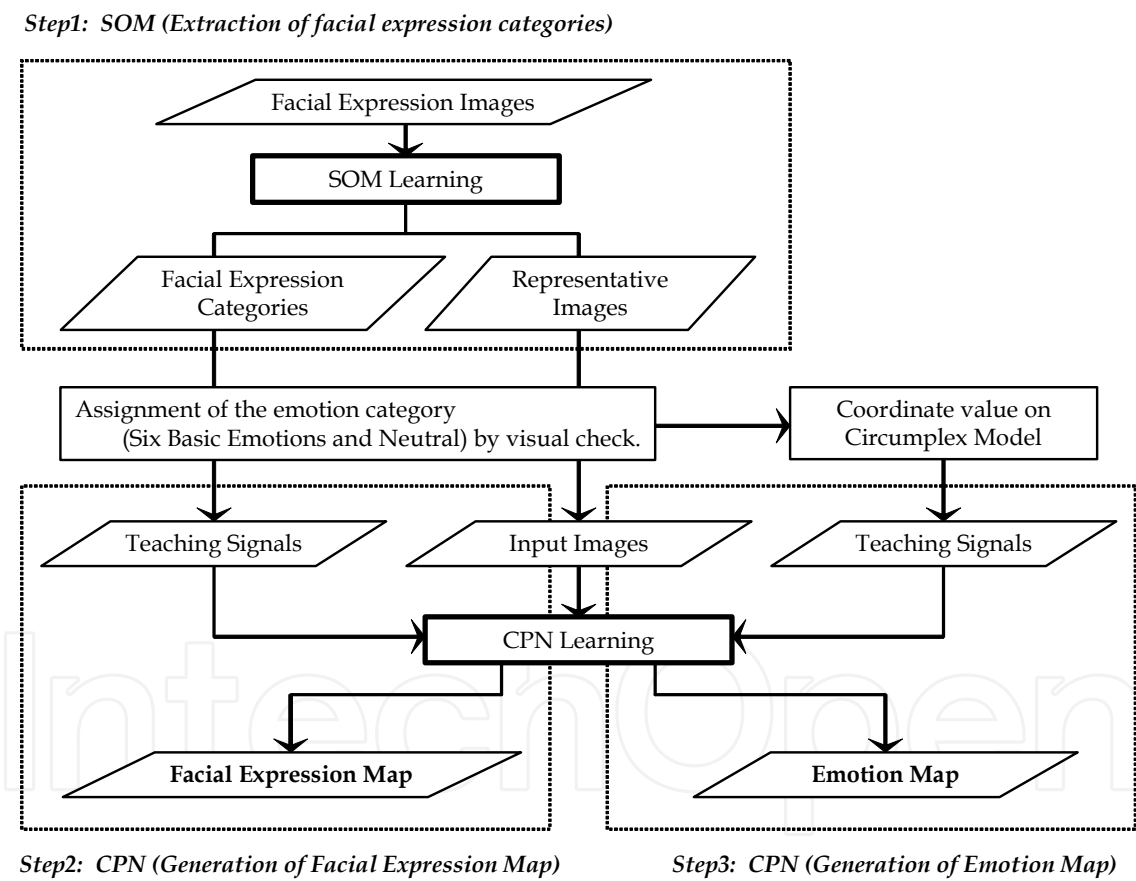 Step1: SOM (Extraction of facial expression categories)
Facial Expression Images
SOM Learning
Facial Expression
Categories
Representative
Images
Assignment of the emotion category
(Six Basic Emotions and Neutral) by visual check.
Coordinate value on
Circumplex Model
Teaching Signals
Input Images
Teaching Signals
CPN Learning
IntechOpen
Facial Expression Map
Emotion Map
Step2: CPN (Generation of Facial Expression Map)
Step3: CPN (Generation of Emotion Map)